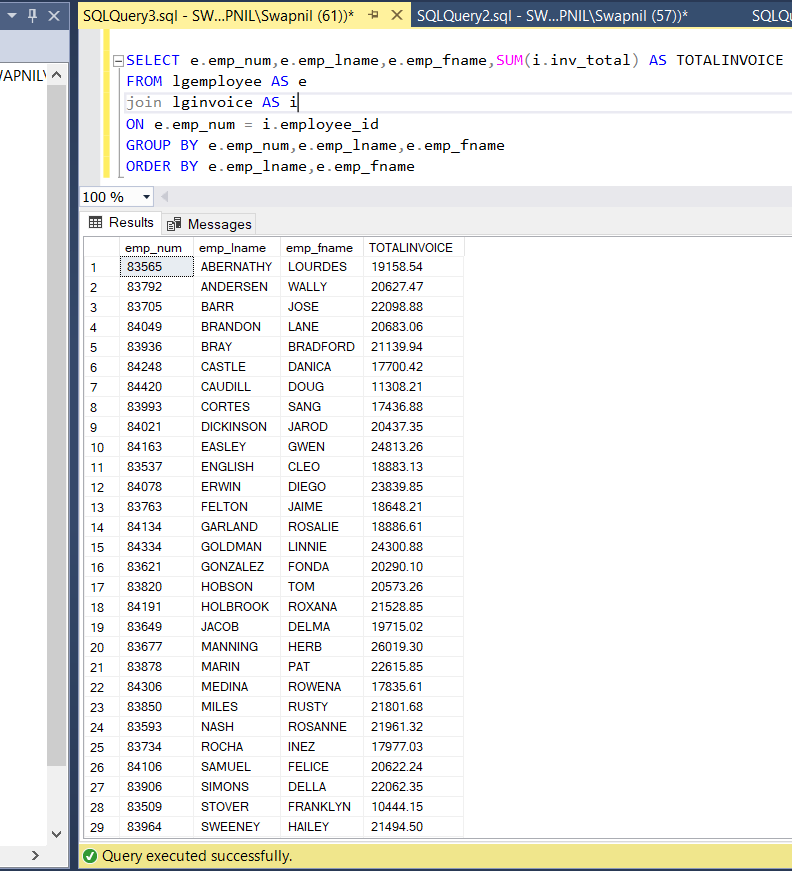 SQLQuery3.sql - SW...PNIL\Swapnil (61))* SQLQuery2.sql - SW...PNIL\Swapnil (57))* SQLQu
/APNIL\
SELECT e.emp_num,e.emp_lname,e.emp_fname,SUM(i.inv_total) AS TOTALINVOICE
FROM lgemployee AS e
join lginvoice AS i
ON e.emp_num = i.employee_id
GROUP BY e.emp_num,e.emp_lname,e.emp_fname
ORDER BY e.emp_lname,e.emp_fname
100 %
Results Messages
emp_num emp_lname emp_fname TOTALINVOICE
1 83565 ABERNATHY LOURDES 19158.54
2 83792 ANDERSEN WALLY 20627.47
3 83705 BARR JOSE 22098.88
4 84049 BRANDON LANE 20683.06
5 83936 BRAY BRADFORD 21139.94
6 84248 CASTLE DANICA 17700.42
7 84420 CAUDILL DOUG 11308.21
8 83993 CORTES SANG 17436.88
9 84021 DICKINSON JAROD 20437.35
10 84163 EASLEY GWEN 24813.26
11 83537 ENGLISH CLEO 18883.13
12 84078 ERWIN DIEGO 23839.85
13 83763 FELTON JAIME 18648.21
14 84134 GARLAND ROSALIE 18886.61
15 84334 GOLDMAN LINNIE 24300.88
16 83621 GONZALEZ FONDA 20290.10
17 83820 HOBSON TOM 20573.26
18 84191 HOLBROOK ROXANA 21528.85
19 83649 JACOB DELMA 19715.02
20 83677 MANNING HERB 26019.30
21 83878 MARIN PAT 22615.85
22 84306 MEDINA ROWENA 17835.61
23 83850 MILES RUSTY 21801.68
24 83593 NASH ROSANNE 21961.32
25 83734 ROCHA INEZ 17977.03
26 84106 SAMUEL FELICE 20622.24
27 83906 SIMONS DELLA 22062.35
28 83509 STOVER FRANKLYN 10444.15
29 83964 SWEENEY HAILEY 21494.50
Query executed successfully.